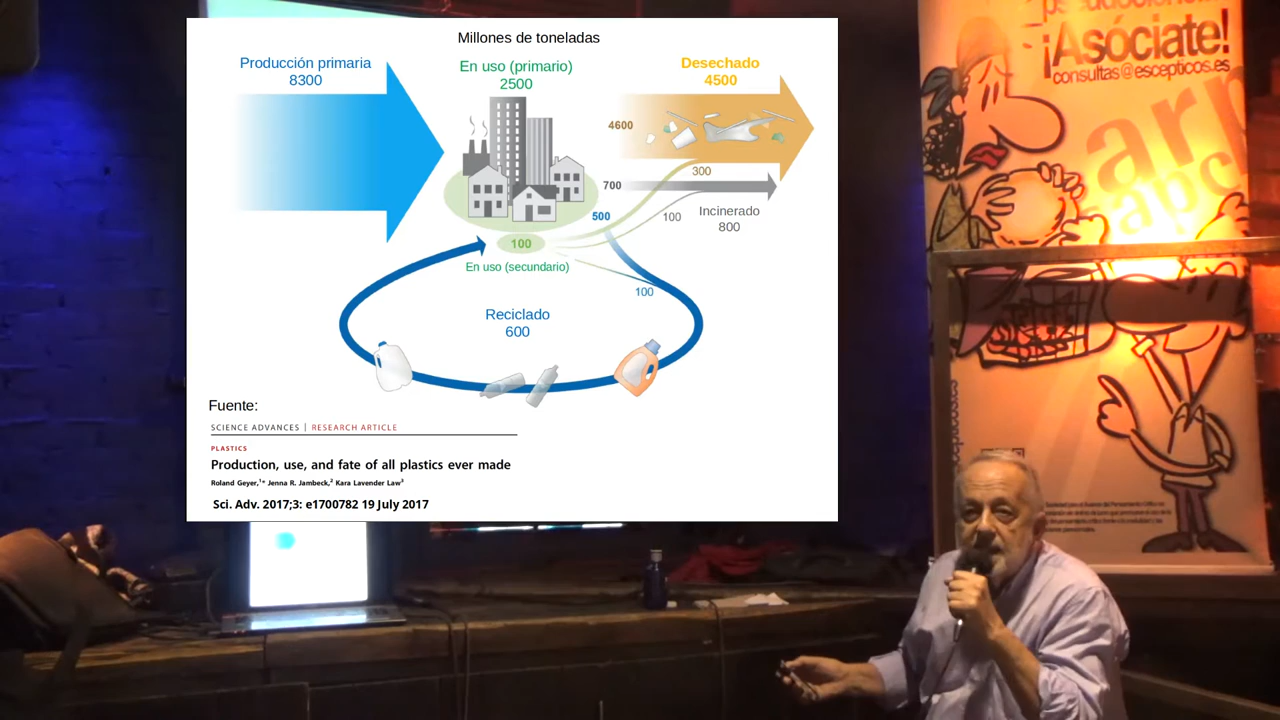 Millones de toneladas
Producción primaria
8300
En uso (primario)
2500
Desechado
4500
4600
300
700
500
100
Incinerado
800
100
En uso (secundario)
100
Reciclado
600
Fuente:
SCIENCE ADVANCES | RESEARCH ARTICLE
PLASTICS
Production, use, and fate of all plastics ever made
Roland Geyer,¹* Jenna R. Jambeck,² Kara Lavender Law³
Sci. Adv. 2017;3: e1700782 19 July 2017
¡Asóciate!
consultas@escepticos.es